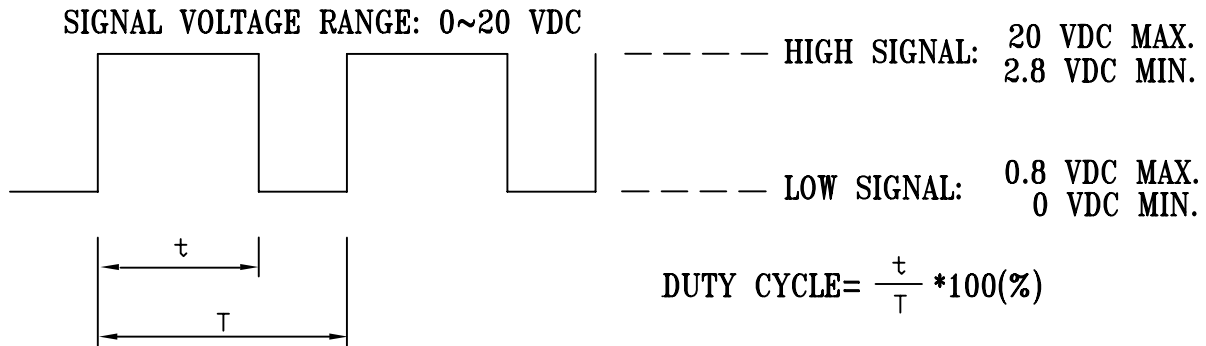 SIGNAL VOLTAGE RANGE: 0~20 VDC
HIGH SIGNAL: 20 VDC MAX.
2.8 VDC MIN.
LOW SIGNAL: 0.8 VDC MAX.
0 VDC MIN.
t
T
DUTY CYCLE= t/T *100(%)